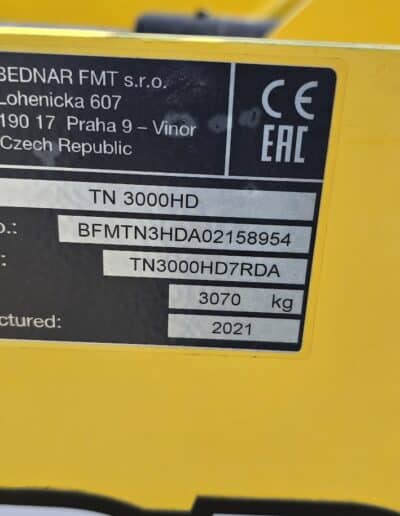 BEDNAR FMT s.r.o.
Lohenicka 607
190 17 Praha 9 – Vinor
Czech Republic
CE
EAC
TN 3000HD
o.: BFMTN3HDA02158954
: TN3000HD7RDA
3070 kg
ctured: 2021